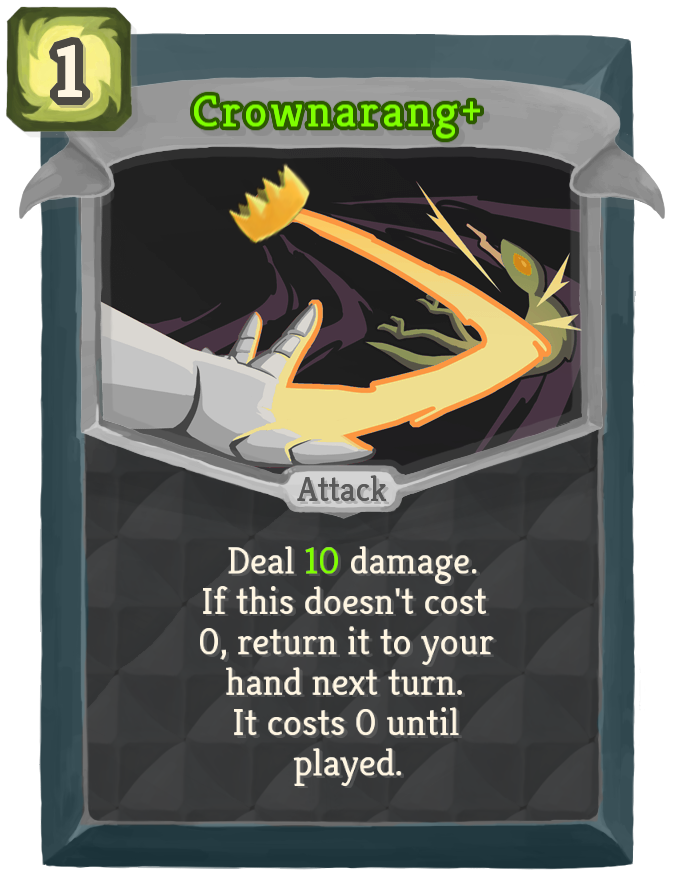 1
Crownarang+
Attack
Deal 10 damage.
If this doesn't cost
0, return it to your
hand next turn.
It costs 0 until
played.